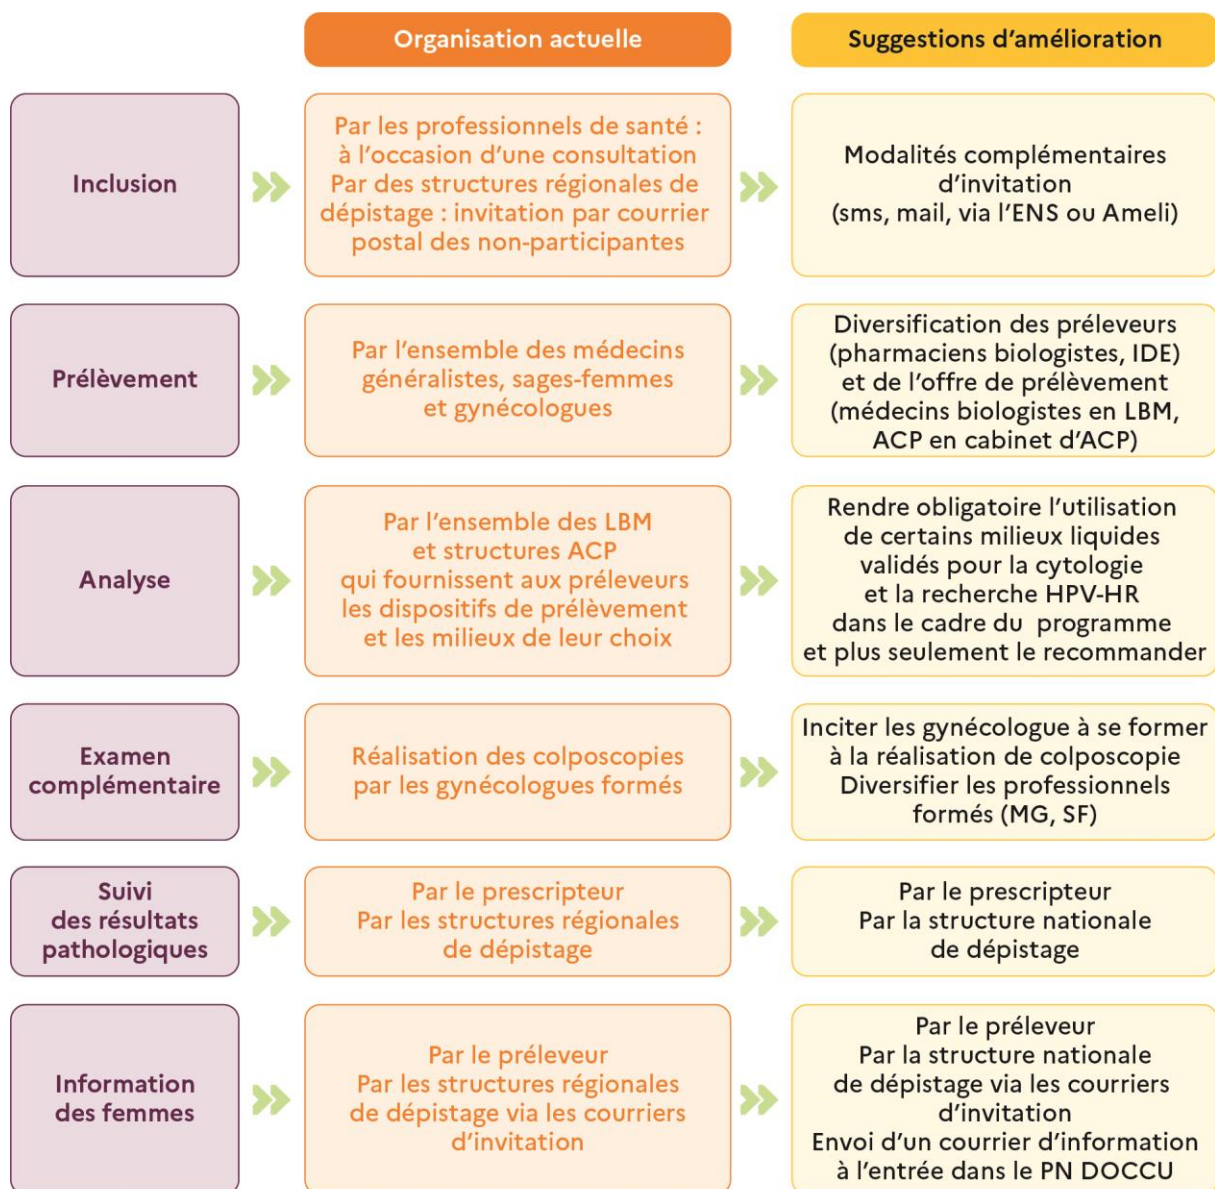 Organisation actuelle
Suggestions d’amélioration
Inclusion
Par les professionnels de santé :
à l’occasion d’une consultation
Par des structures régionales de
dépistage : invitation par courrier
postal des non-participantes
Modalités complémentaires
d’invitation
(sms, mail, via l’ENS ou Ameli)
Prélèvement
Par l’ensemble des médecins
généralistes, sages-femmes
et gynécologues
Diversification des préleveurs
(pharmaciens biologistes, IDE)
et de l’offre de prélèvement
(médecins biologistes en LBM,
ACP en cabinet d’ACP)
Analyse
Par l’ensemble des LBM
et structures ACP
qui fournissent aux préleveurs
les dispositifs de prélèvement
et les milieux de leur choix
Rendre obligatoire l’utilisation
de certains milieux liquides
validés pour la cytologie
et la recherche HPV-HR
dans le cadre du programme
et plus seulement le recommander
Examen
complémentaire
Réalisation des colposcopies
par les gynécologues formés
Inciter les gynécologue à se former
à la réalisation de colposcopie
Diversifier les professionnels
formés (MG, SF)
Suivi
des résultats
pathologiques
Par le prescripteur
Par les structures régionales
de dépistage
Par le prescripteur
Par la structure nationale
de dépistage
Information
des femmes
Par le préleveur
Par les structures régionales
de dépistage via les courriers
d’invitation
Par le préleveur
Par la structure nationale
de dépistage via les courriers
d’invitation
Envoi d’un courrier d’information
à l’entrée dans le PN DOCCU